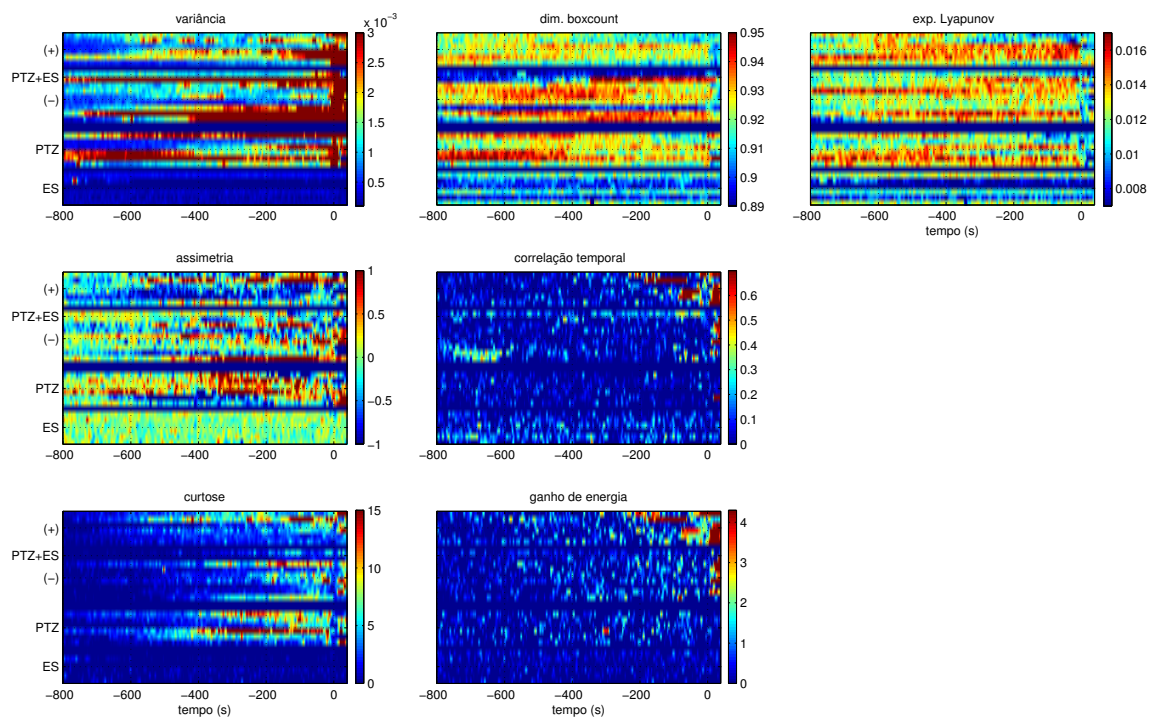 variância
x 10⁻³
(+)
PTZ+ES
(−)
PTZ
ES
3
2.5
2
1.5
1
0.5
−800 −600 −400 −200 0
dim. boxcount
0.95
0.94
0.93
0.92
0.91
0.9
0.89
−800 −600 −400 −200 0
exp. Lyapunov
0.016
0.014
0.012
0.01
0.008
−800 −600 −400 −200 0
tempo (s)
assimetria
(+)
PTZ+ES
(−)
PTZ
ES
1
0.5
0
−0.5
−1
−800 −600 −400 −200 0
correlação temporal
0.6
0.5
0.4
0.3
0.2
0.1
0
−800 −600 −400 −200 0
curtose
(+)
PTZ+ES
(−)
PTZ
ES
15
10
5
0
−800 −600 −400 −200 0
tempo (s)
ganho de energia
4
3
2
1
0
−800 −600 −400 −200 0